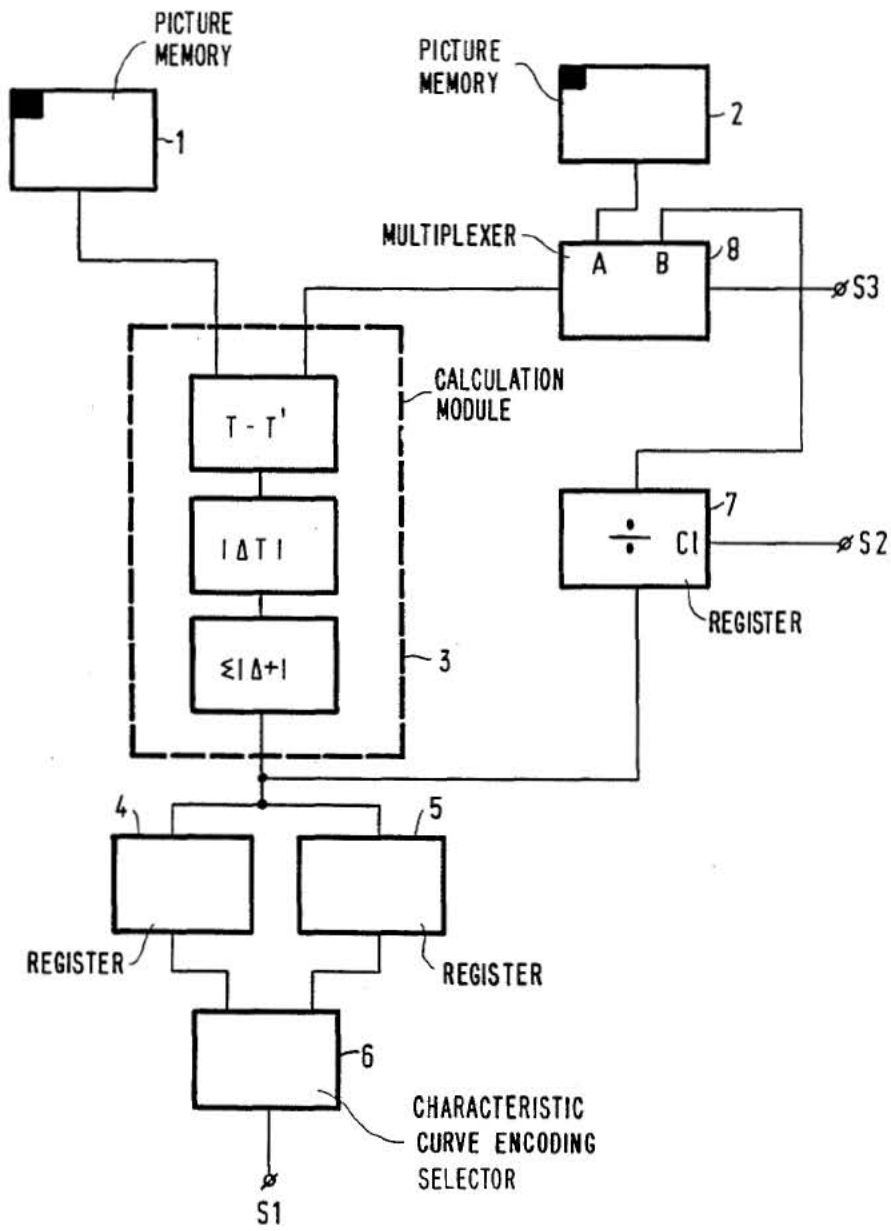 PICTURE
MEMORY
1
PICTURE
MEMORY
2
MULTIPLEXER
A B
8
S3
CALCULATION
MODULE
T - T'
7
÷ Cl
S2
|ΔT|
REGISTER
Σ|Δ+|
3
4
5
REGISTER
REGISTER
6
CHARACTERISTIC
CURVE ENCODING
SELECTOR
S1